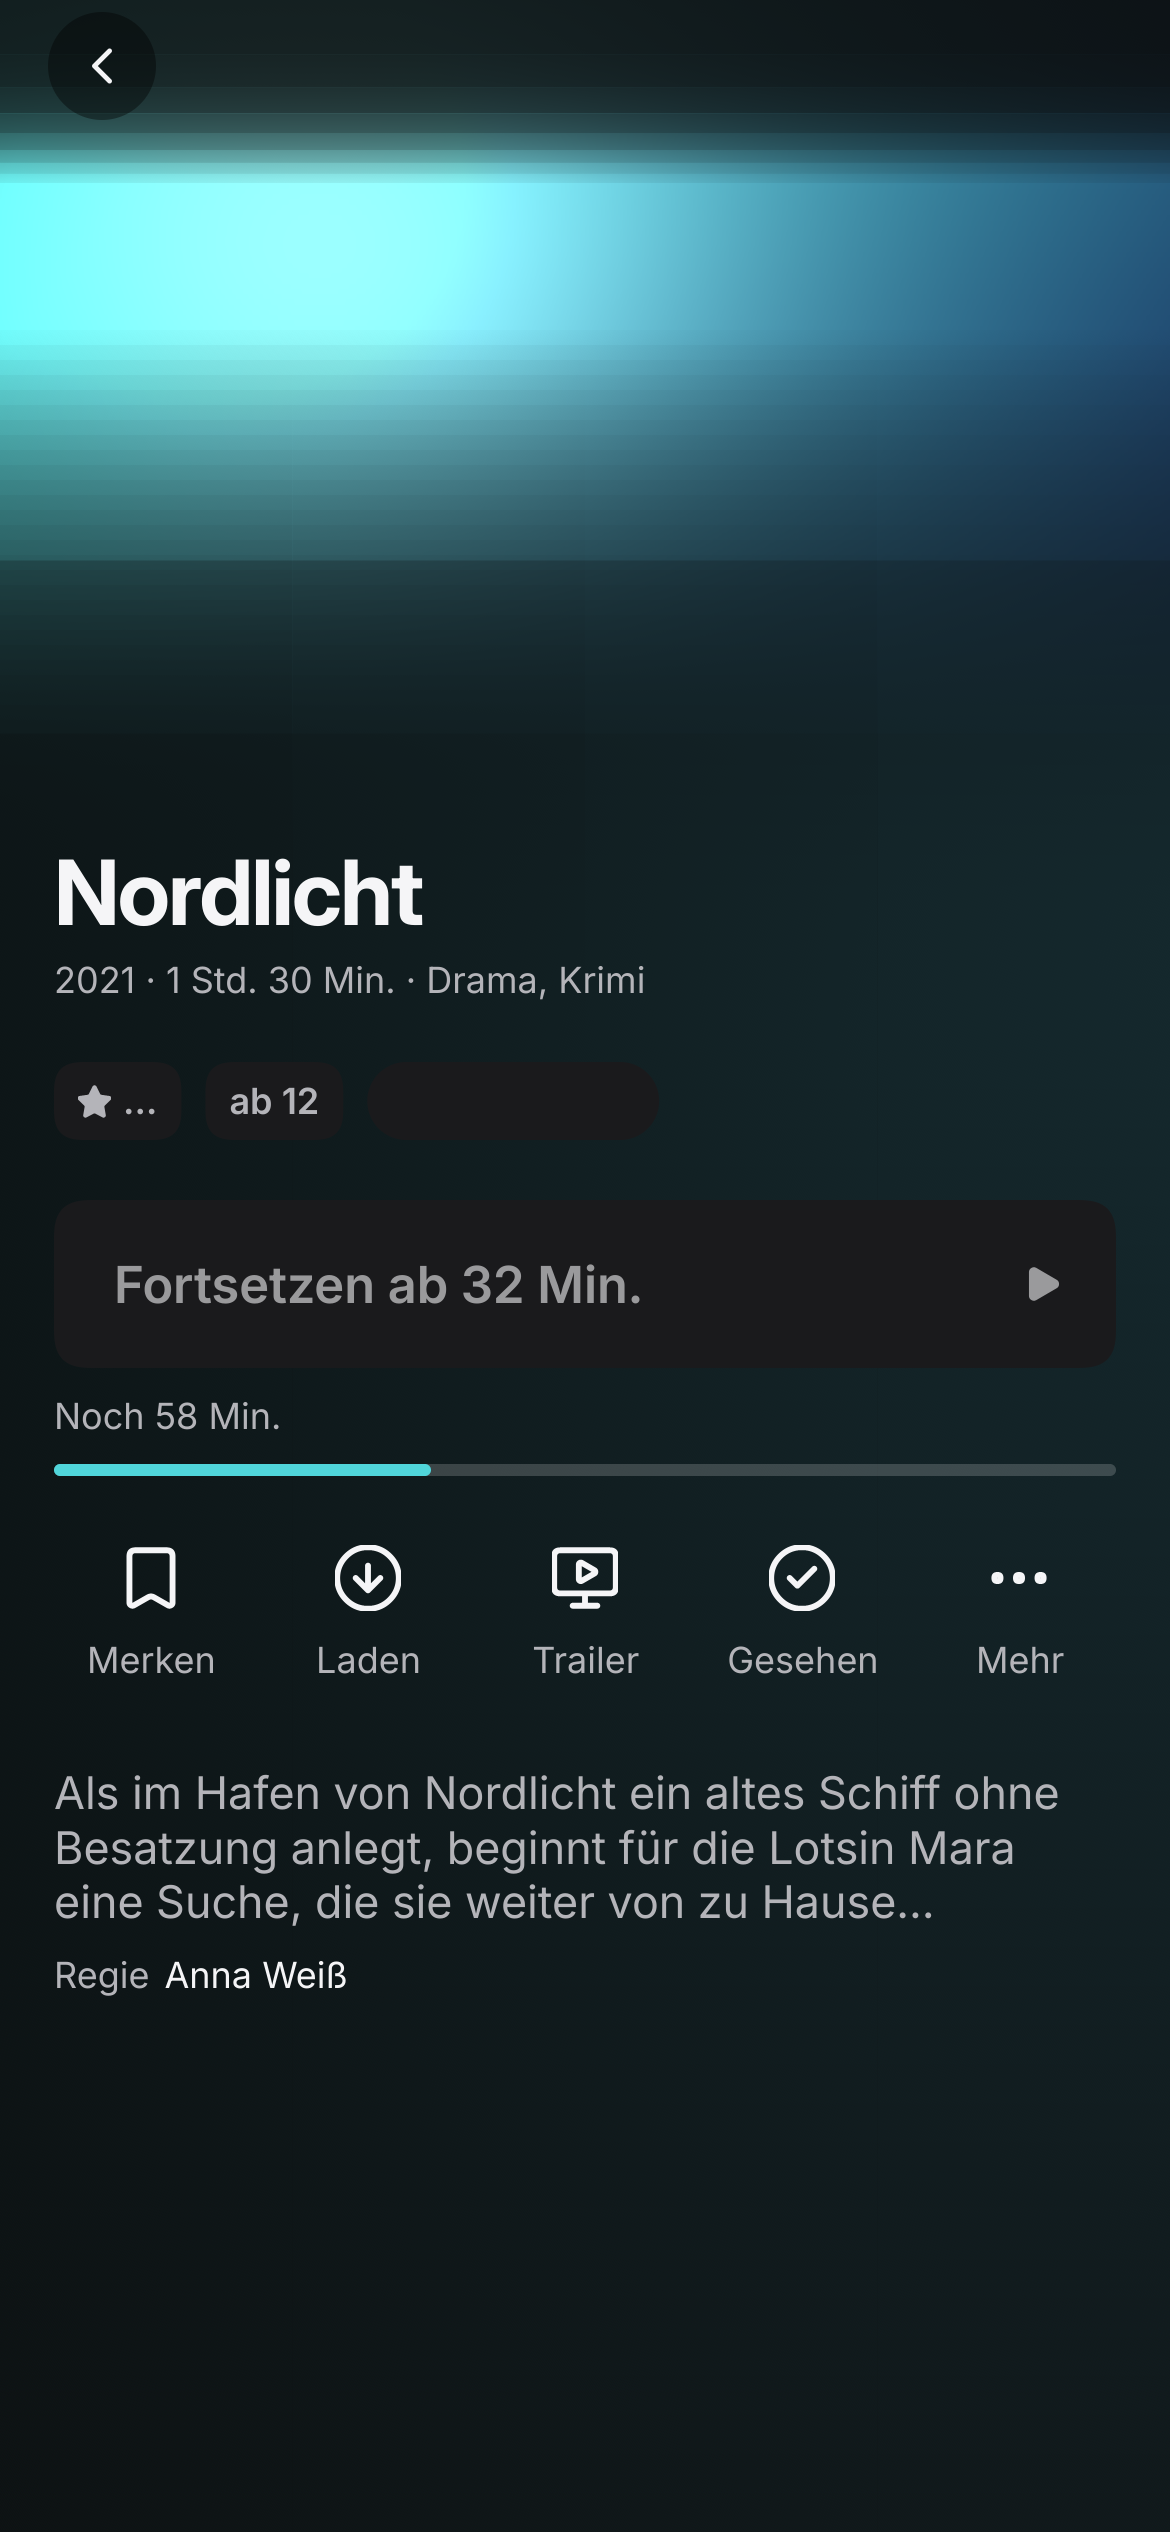 Nordlicht
2021 · 1 Std. 30 Min. · Drama, Krimi
...
ab 12
Fortsetzen ab 32 Min.
Noch 58 Min.
Merken
Laden
Trailer
Gesehen
Mehr
Als im Hafen von Nordlicht ein altes Schiff ohne
Besatzung anlegt, beginnt für die Lotsin Mara
eine Suche, die sie weiter von zu Hause...
Regie Anna Weiß